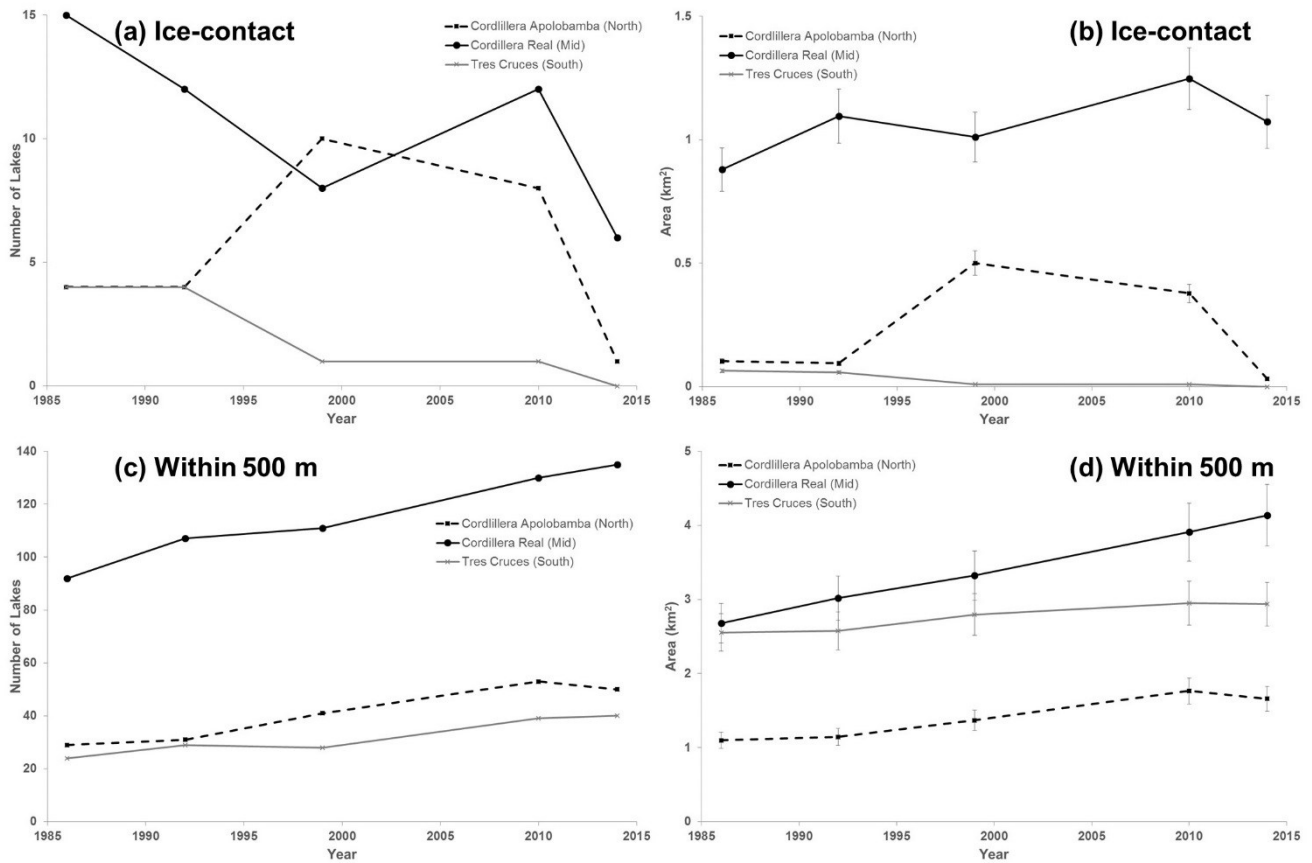 (a) Ice-contact
Cordlillera Apolobamba (North)
Cordillera Real (Mid)
Tres Cruces (South)
Number of Lakes
15
10
5
0
1985 1990 1995 2000 2005 2010 2015
Year
(b) Ice-contact
Cordlillera Apolobamba (North)
Cordillera Real (Mid)
Tres Cruces (South)
Area (km²)
1.5
1
0.5
0
1985 1990 1995 2000 2005 2010 2015
Year
(c) Within 500 m
Cordlillera Apolobamba (North)
Cordillera Real (Mid)
Tres Cruces (South)
Number of Lakes
140
120
100
80
60
40
20
0
1985 1990 1995 2000 2005 2010 2015
Year
(d) Within 500 m
Cordlillera Apolobamba (North)
Cordillera Real (Mid)
Tres Cruces (South)
Area (km²)
5
4
3
2
1
0
1985 1990 1995 2000 2005 2010 2015
Year